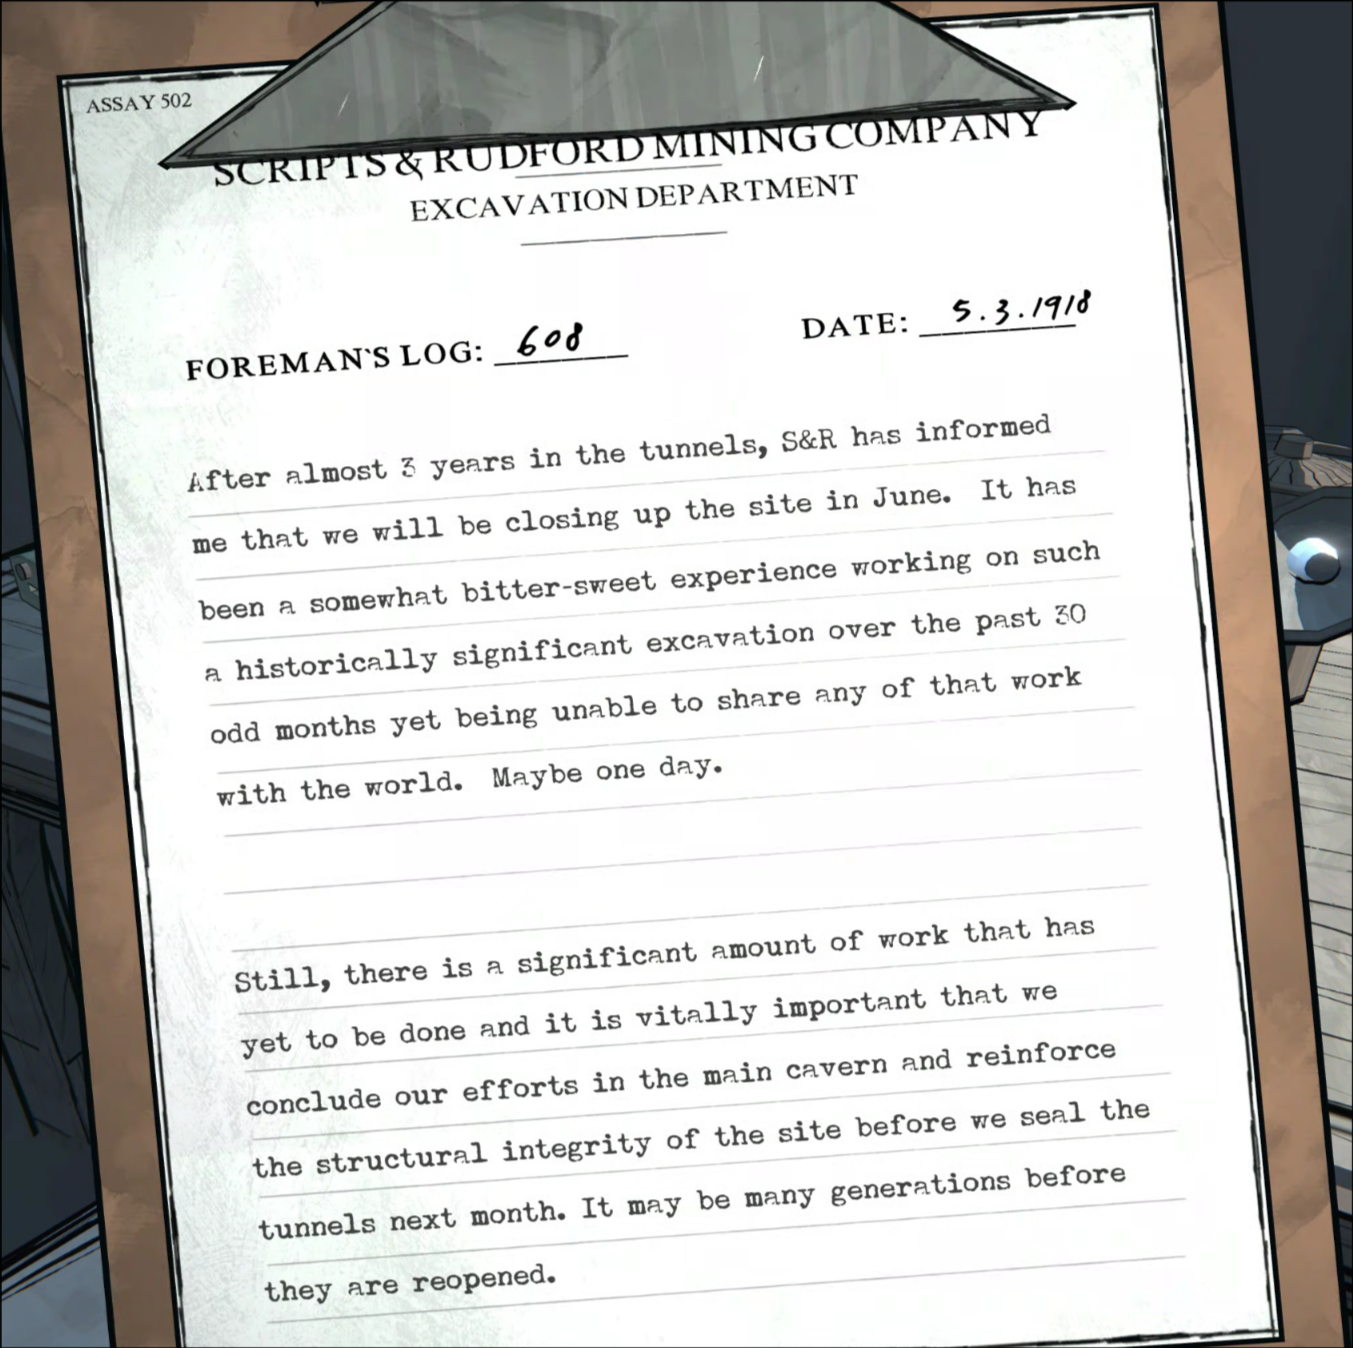 ASSAY 502
SCRIPTS & RUDFORD MINING COMPANY
EXCAVATION DEPARTMENT
FOREMAN'S LOG: 608
DATE: 5.3.1918
After almost 3 years in the tunnels, S&R has informed
me that we will be closing up the site in June. It has
been a somewhat bitter-sweet experience working on such
a historically significant excavation over the past 30
odd months yet being unable to share any of that work
with the world. Maybe one day.
Still, there is a significant amount of work that has
yet to be done and it is vitally important that we
conclude our efforts in the main cavern and reinforce
the structural integrity of the site before we seal the
tunnels next month. It may be many generations before
they are reopened.